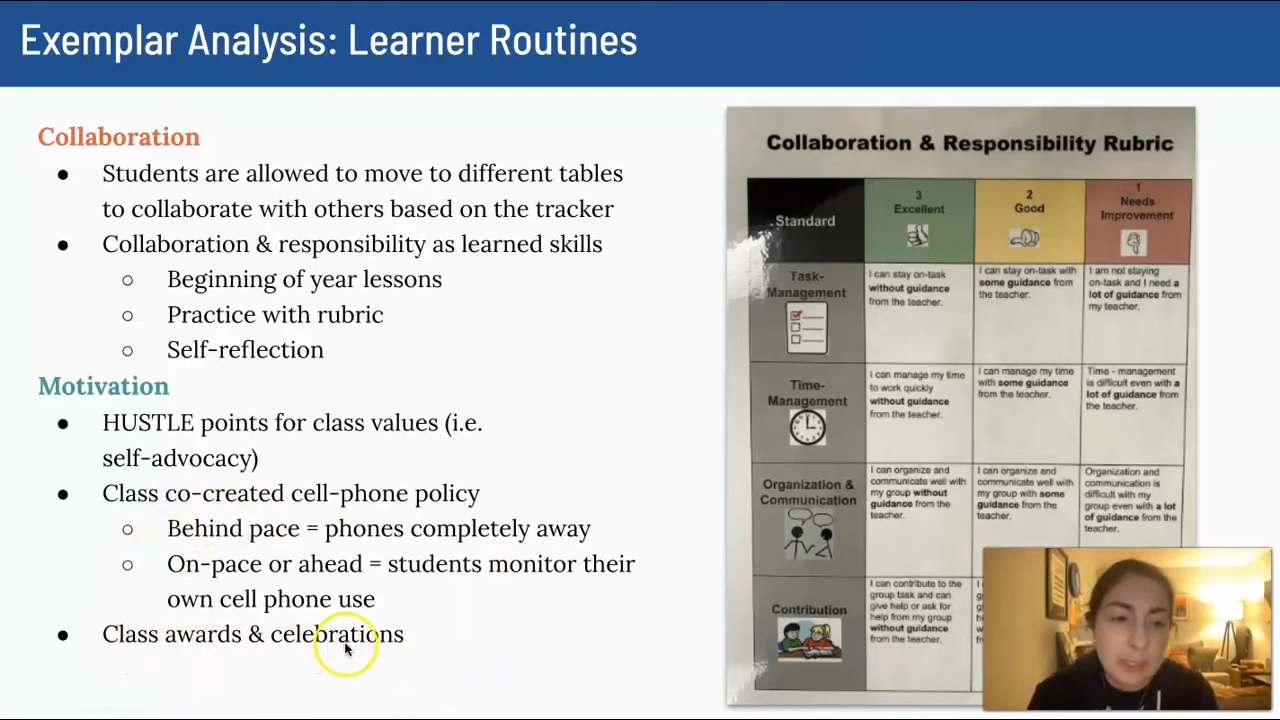 Exemplar Analysis: Learner Routines
Collaboration
● Students are allowed to move to different tables
to collaborate with others based on the tracker
● Collaboration & responsibility as learned skills
○ Beginning of year lessons
○ Practice with rubric
○ Self-reflection
Motivation
● HUSTLE points for class values (i.e.
self-advocacy)
● Class co-created cell-phone policy
○ Behind pace = phones completely away
○ On-pace or ahead = students monitor their
own cell phone use
● Class awards & celebrations
Collaboration & Responsibility Rubric
Standard
3
Excellent
2
Good
1
Needs
Improvement
Task-
Management
I can stay on-task
without guidance
from the teacher.
I can stay on-task with
some guidance from
the teacher.
I am not staying
on-task and I need a
lot of guidance from
my teacher.
Time-
Management
I can manage my time
to work quickly
without guidance
from the teacher.
I can manage my time
with some guidance
from the teacher.
Time - management
is difficult even with a
lot of guidance from
the teacher.
Organization &
Communication
I can organize and
communicate well with
my group without
guidance from the
teacher.
I can organize and
communicate well with
my group with some
guidance from the
teacher.
Organization and
communication is
difficult with my
group even with a lot
of guidance from the
teacher.
Contribution
I can contribute to the
group task and can
give help or ask for
help from my group
without guidance
from the teacher.